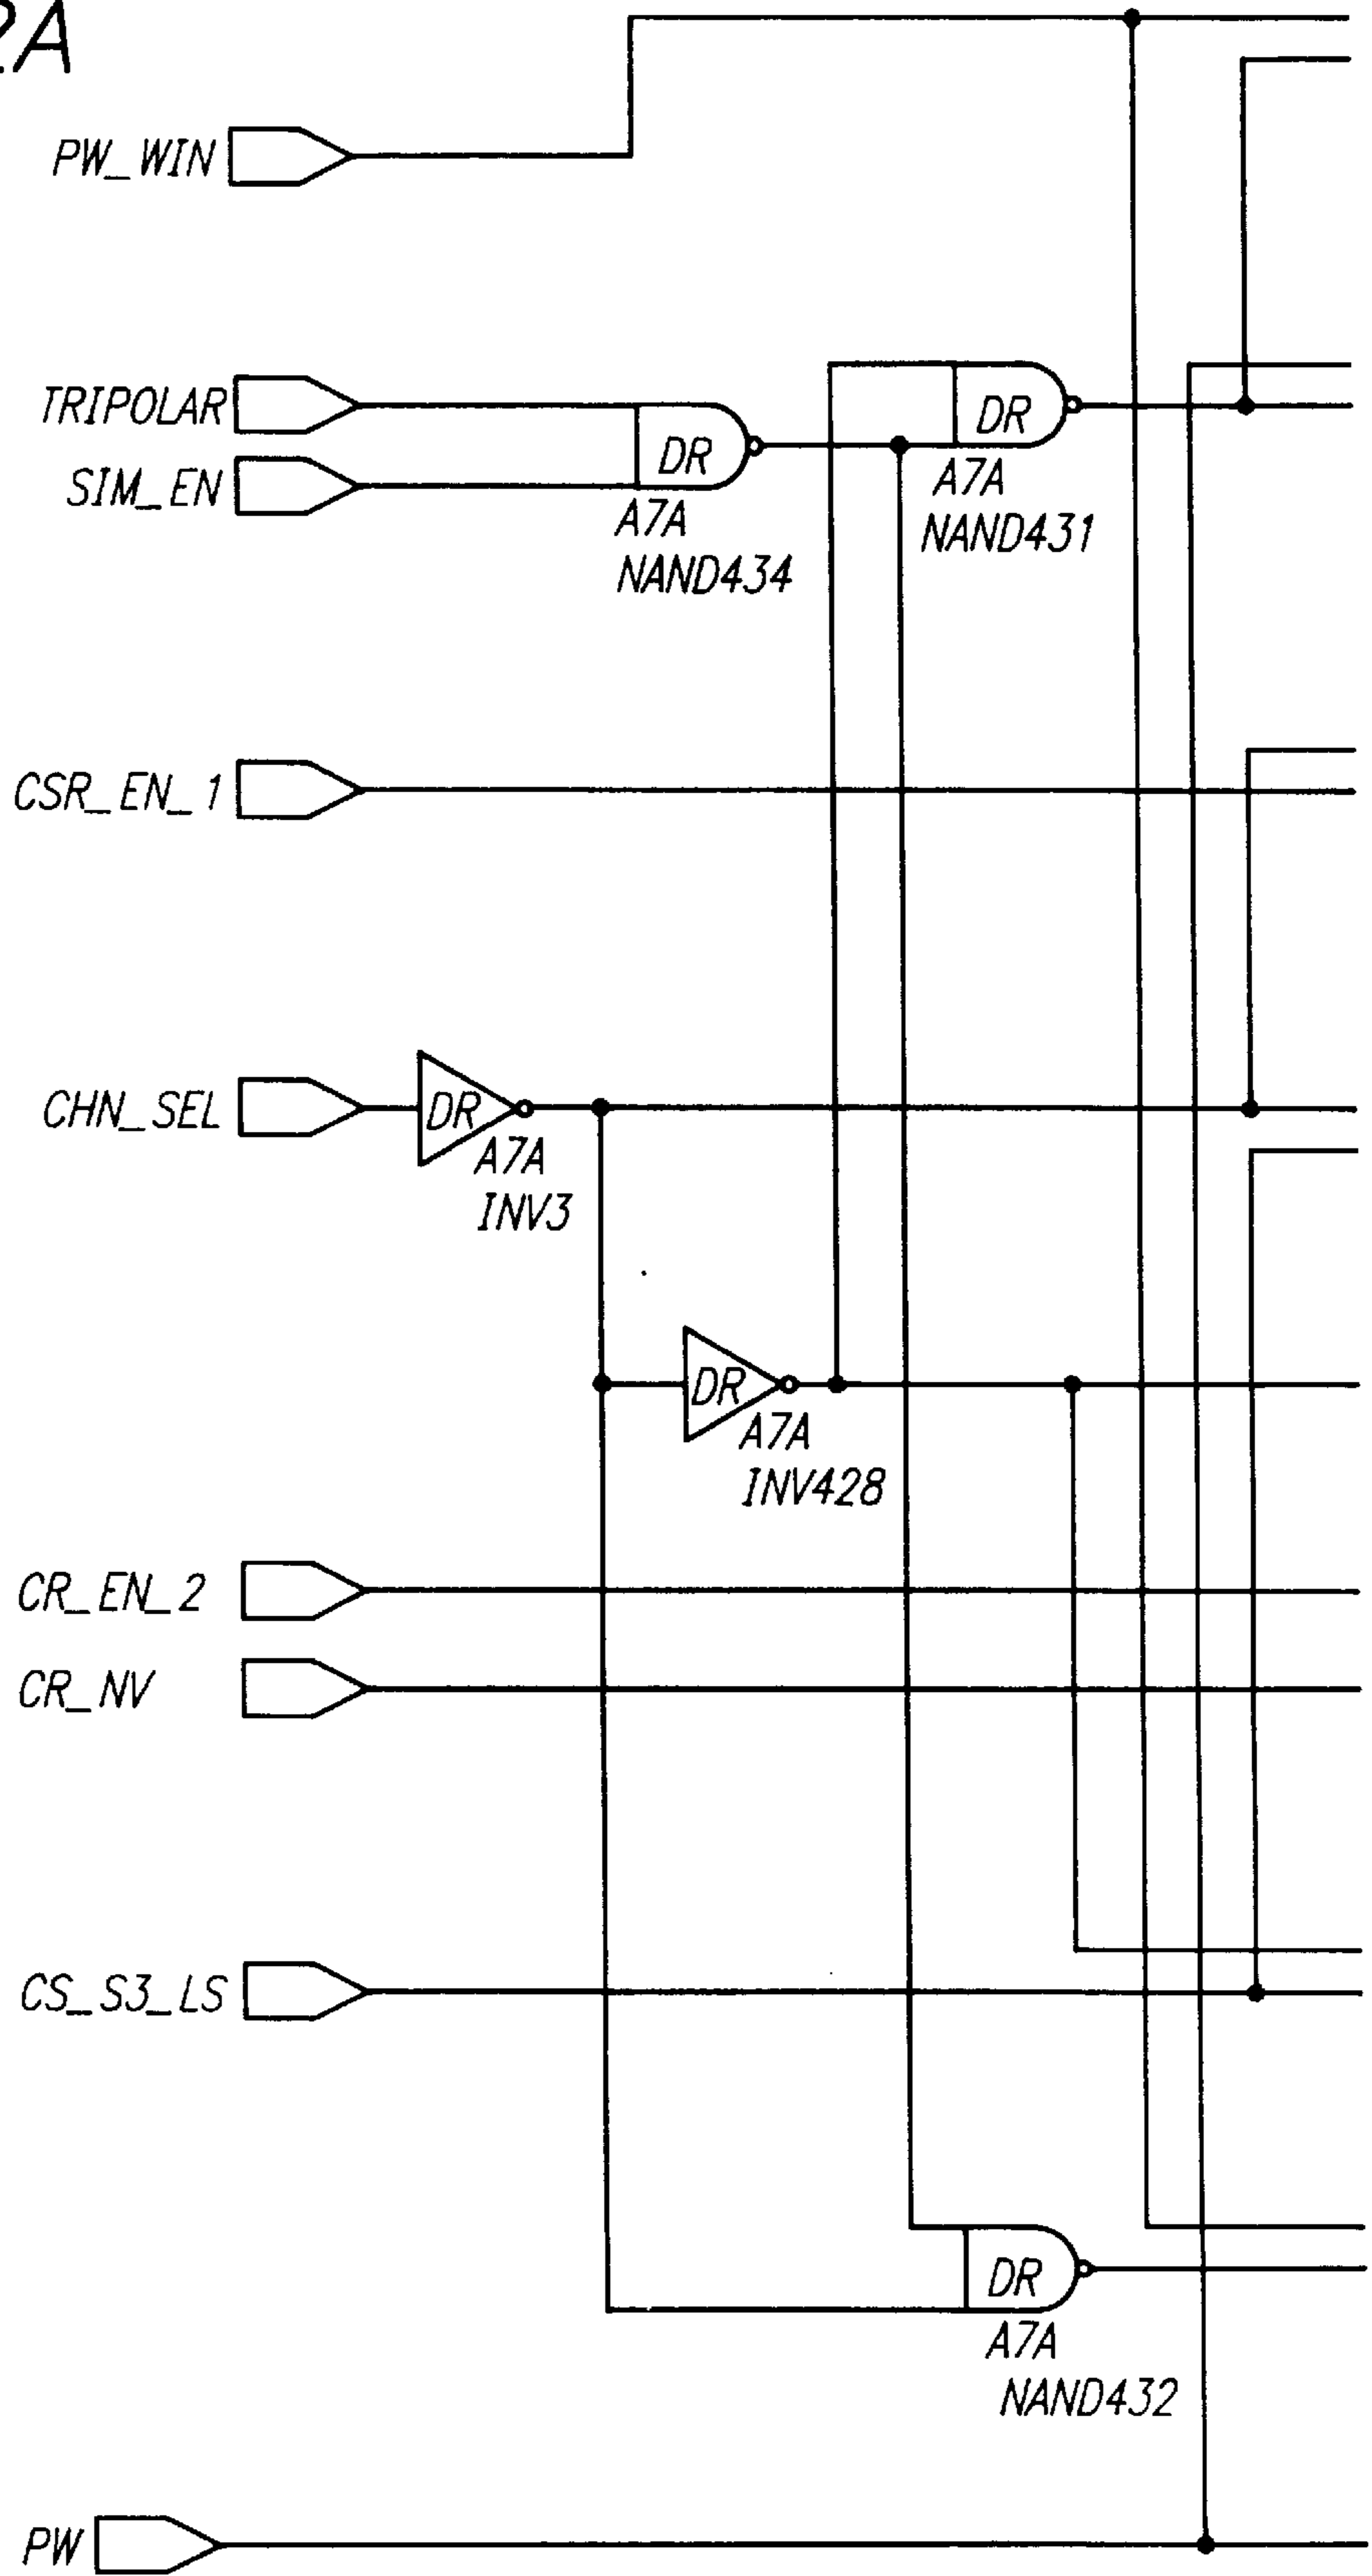 2A
PW_WIN
TRIPOLAR
DR
DR
SIM_EN
A7A
A7A
NAND431
NAND434
CSR_EN_1
CHN_SEL
DR
A7A
INV3
DR
A7A
INV428
CR_EN_2
CR_NV
CS_S3_LS
DR
A7A
NAND432
PW